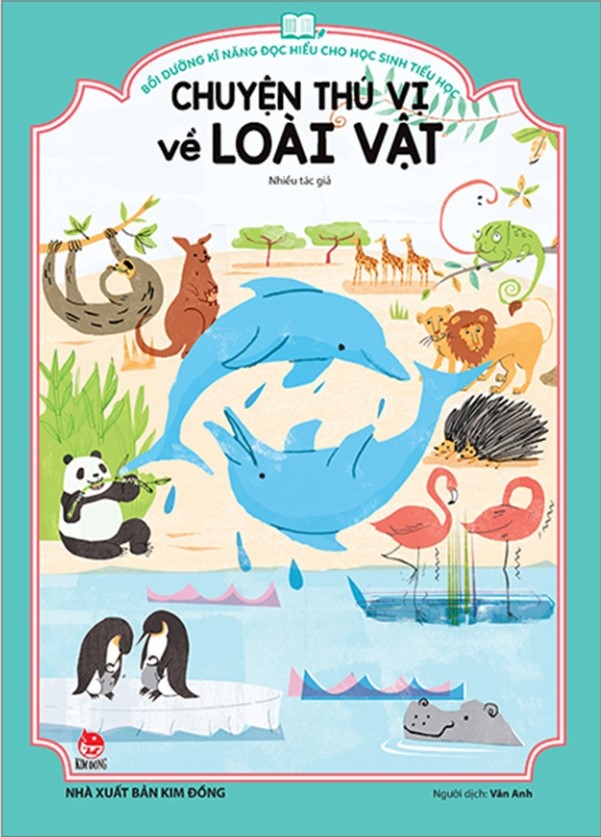 BỒI DƯỠNG KĨ NĂNG ĐỌC HIỂU CHO HỌC SINH TIỂU HỌC
CHUYỆN THÚ VỊ
về LOÀI VẬT
Nhiều tác giả
KIM ĐỒNG
NHÀ XUẤT BẢN KIM ĐỒNG
Người dịch: Vân Anh